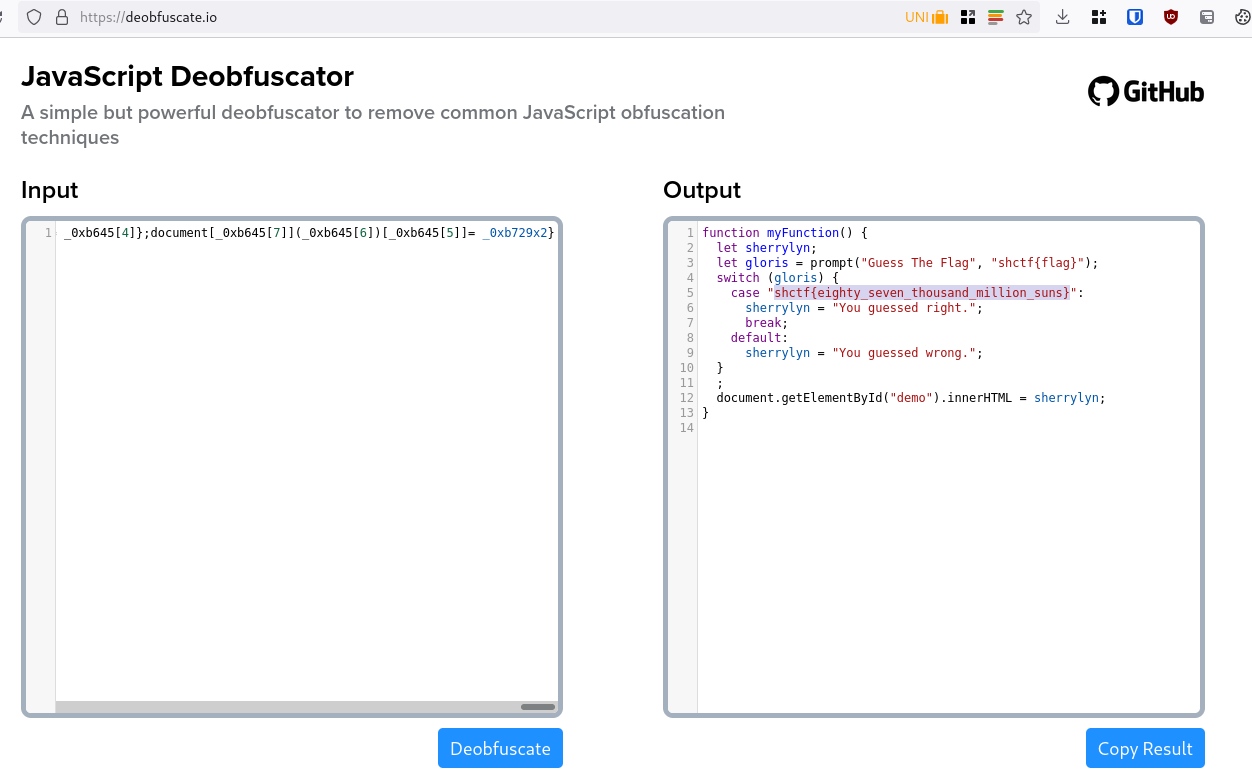 https://deobfuscate.io
UNI
JavaScript Deobfuscator
GitHub
A simple but powerful deobfuscator to remove common JavaScript obfuscation
techniques
Input
1 _0xb645[4]};document[_0xb645[7]](_0xb645[6])[_0xb645[5]]= _0xb729x2}
Deobfuscate
Output
1 function myFunction() {
2   let sherrylyn;
3   let gloris = prompt("Guess The Flag", "shctf{flag}");
4   switch (gloris) {
5     case "shctf{eighty_seven_thousand_million_suns}":
6       sherrylyn = "You guessed right.";
7       break;
8     default:
9       sherrylyn = "You guessed wrong.";
10   }
11   ;
12   document.getElementById("demo").innerHTML = sherrylyn;
13 }
14
Copy Result